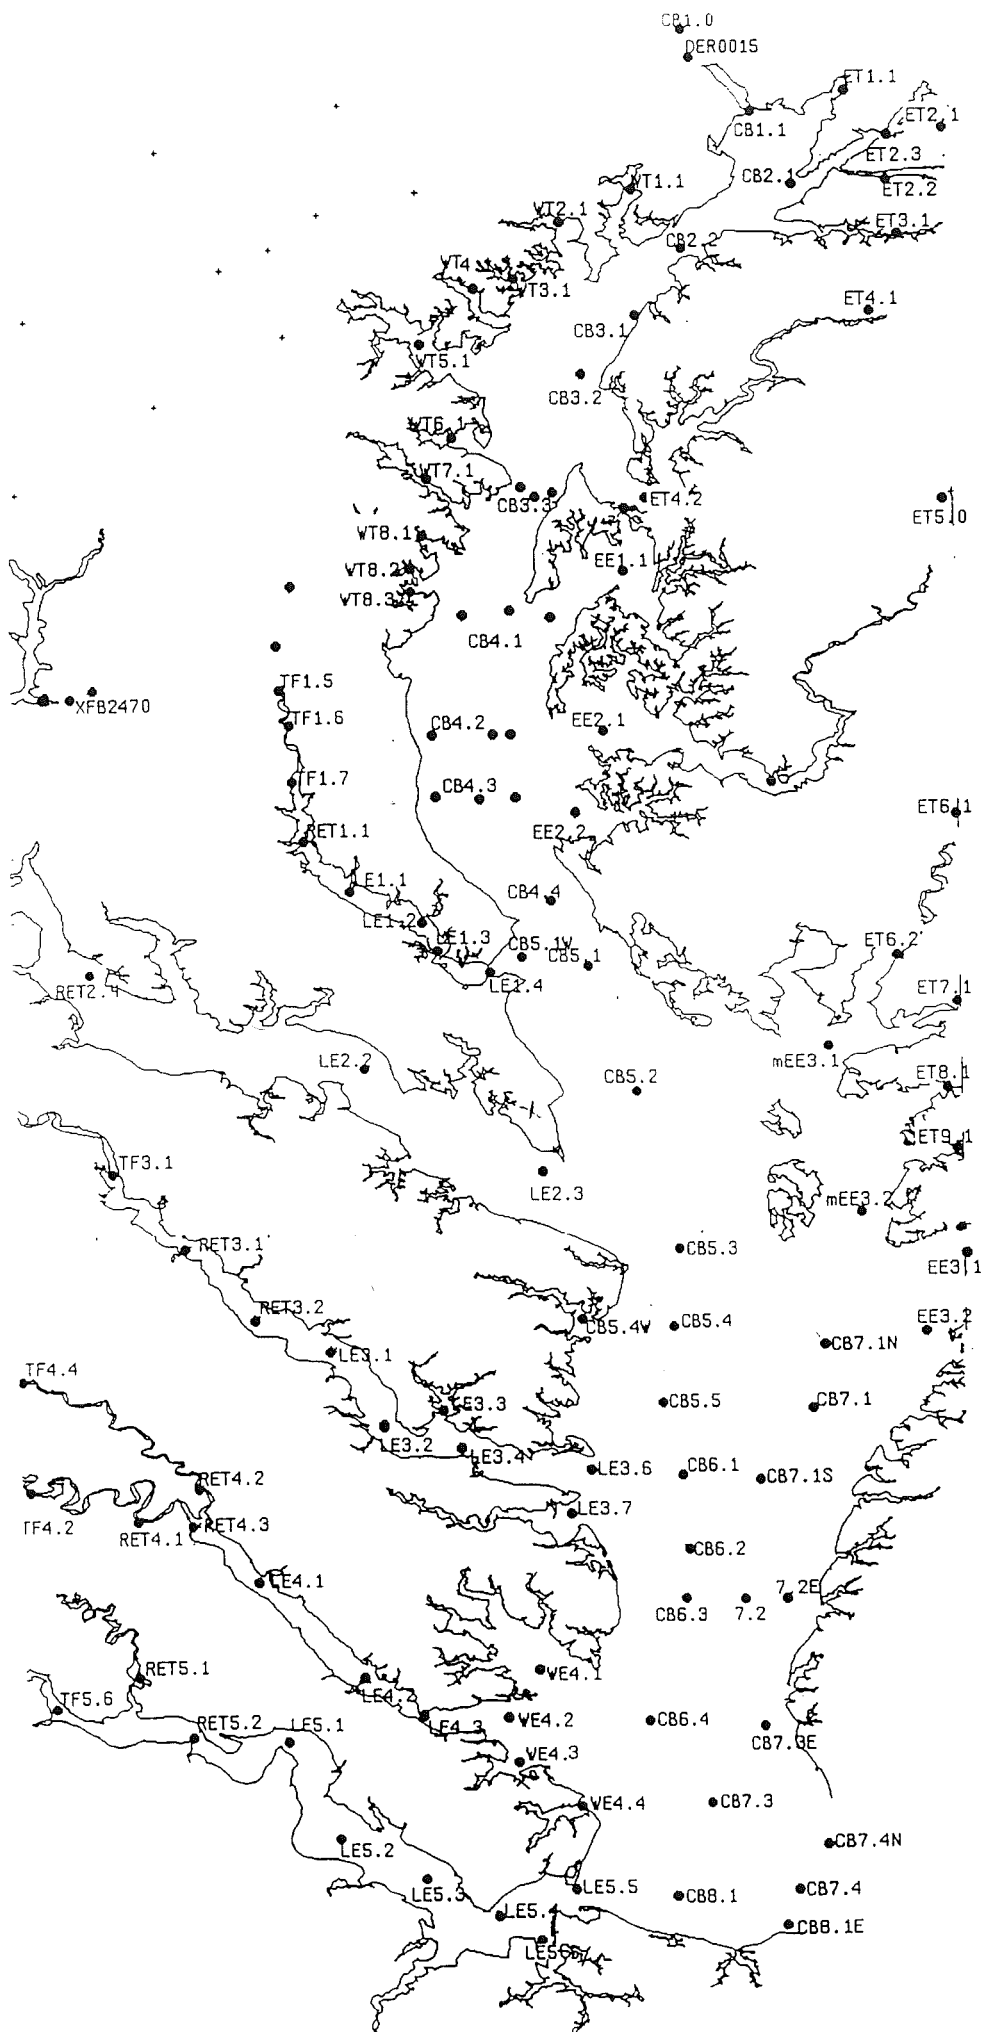 CB1.0
DER0015
ET1.1
CB1.1
ET2.1
ET2.3
CB2.1
ET2.2
WT1.1
WT2.1
ET3.1
CB2.2
WT4
WT3.1
ET4.1
CB3.1
WT5.1
CB3.2
WT6.1
WT7.1
CB3.3
ET4.2
ET5.0
WT8.1
WT8.2
EE1.1
WT8.3
CB4.1
TF1.5
XFB2470
TF1.6
CB4.2
EE2.1
TF1.7
CB4.3
ET6.1
EE2.2
RET1.1
LE1.1
CB4.4
LE1.2
LE1.3
CB5.1W
CB5.1
ET6.2
LE1.4
RET2.4
ET7.1
LE2.2
mEE3.1
CB5.2
ET8.1
ET9.1
TF3.1
LE2.3
mEE3.2
RET3.1
CB5.3
EE3.1
RET3.2
CB5.4W
CB5.4
EE3.2
CB7.1N
LE3.1
TF4.4
LE3.3
CB5.5
CB7.1
LE3.2
LE3.4
LE3.6
CB6.1
CB7.1S
RET4.2
LE3.7
TF4.2
RET4.1
RET4.3
CB6.2
LE4.1
7.2E
CB6.3
7.2
RET5.1
WE4.1
LE4.2
TF5.6
LE4.3
WE4.2
CB6.4
RET5.2
LE5.1
CB7.3E
WE4.3
WE4.4
CB7.3
LE5.2
CB7.4N
LE5.3
LE5.5
CB8.1
CB7.4
LE5.4
CB8.1E